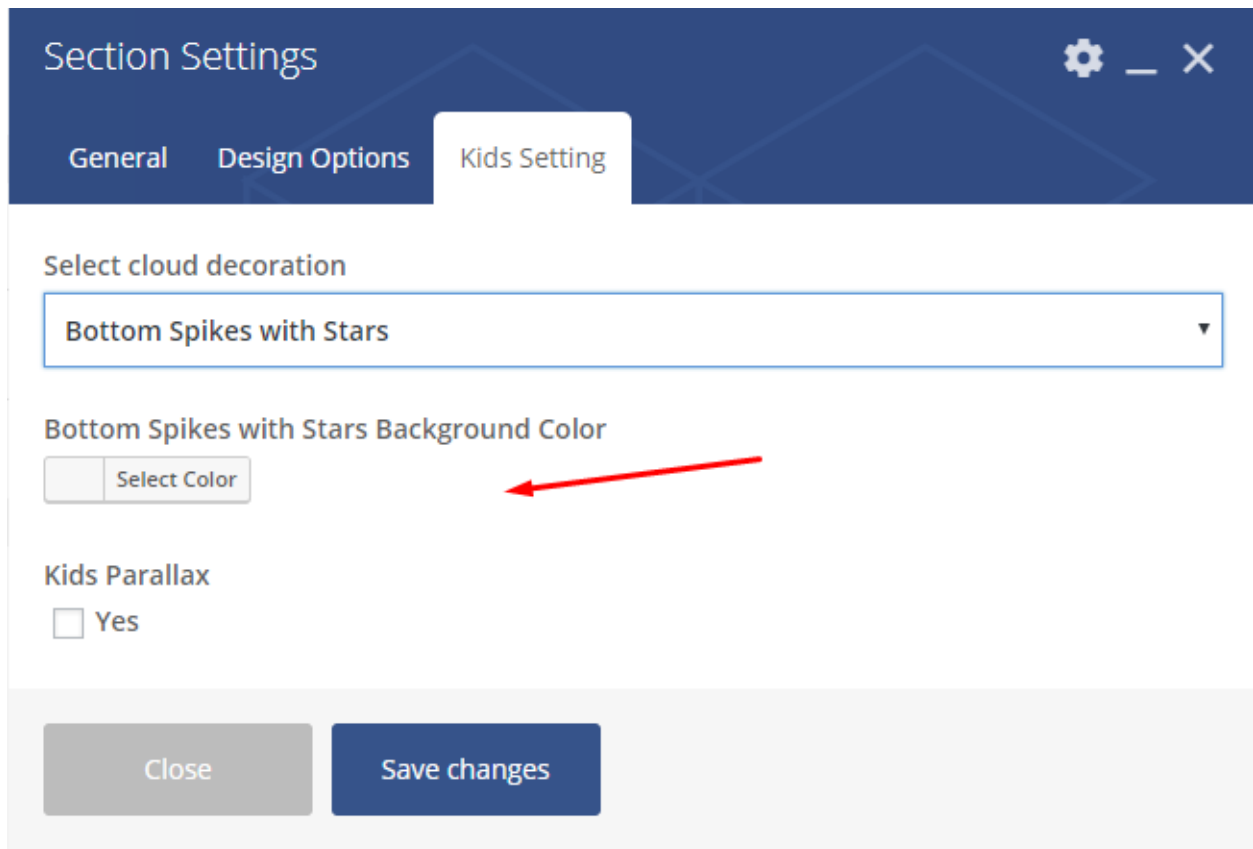 Section Settings
General Design Options Kids Setting
Select cloud decoration
Bottom Spikes with Stars
Bottom Spikes with Stars Background Color
Select Color
Kids Parallax
Yes
Close Save changes